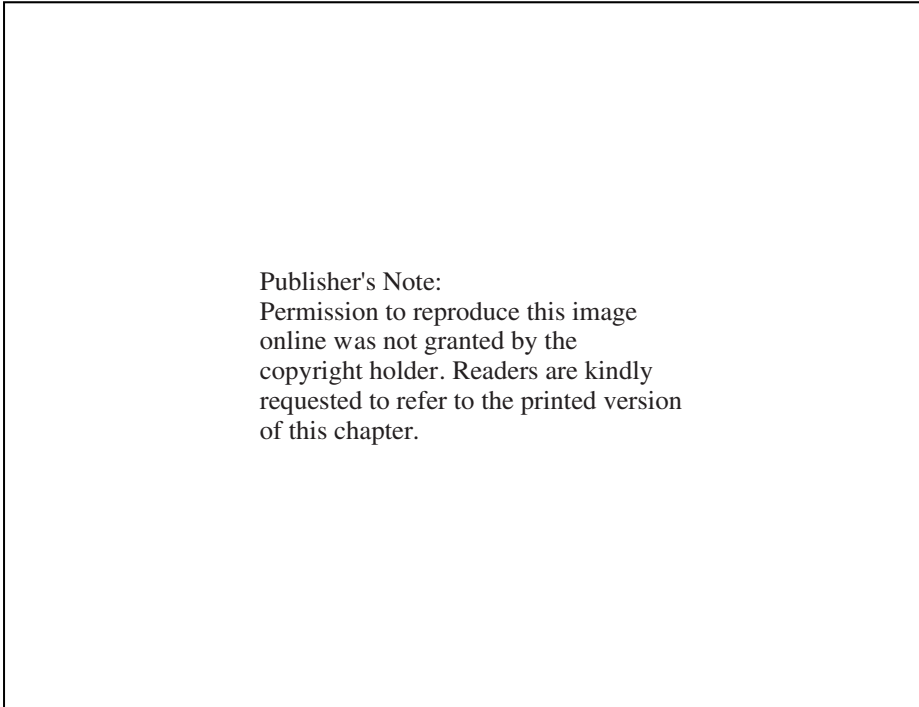 Publisher's Note:
Permission to reproduce this image
online was not granted by the
copyright holder. Readers are kindly
requested to refer to the printed version
of this chapter.